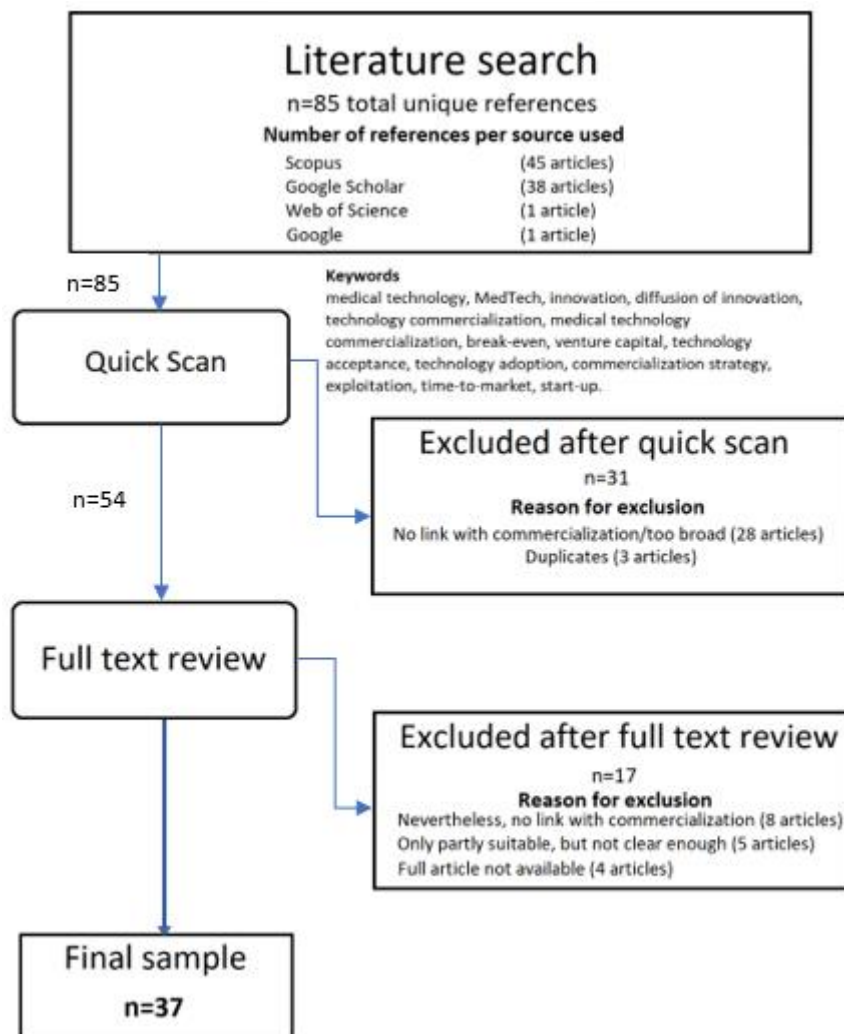 Literature search
n=85 total unique references
Number of references per source used
Scopus (45 articles)
Google Scholar (38 articles)
Web of Science (1 article)
Google (1 article)
n=85
Keywords
medical technology, MedTech, innovation, diffusion of innovation,
technology commercialization, medical technology
commercialization, break-even, venture capital, technology
acceptance, technology adoption, commercialization strategy,
exploitation, time-to-market, start-up.
Quick Scan
Excluded after quick scan
n=31
Reason for exclusion
No link with commercialization/too broad (28 articles)
Duplicates (3 articles)
n=54
Full text review
Excluded after full text review
n=17
Reason for exclusion
Nevertheless, no link with commercialization (8 articles)
Only partly suitable, but not clear enough (5 articles)
Full article not available (4 articles)
Final sample
n=37